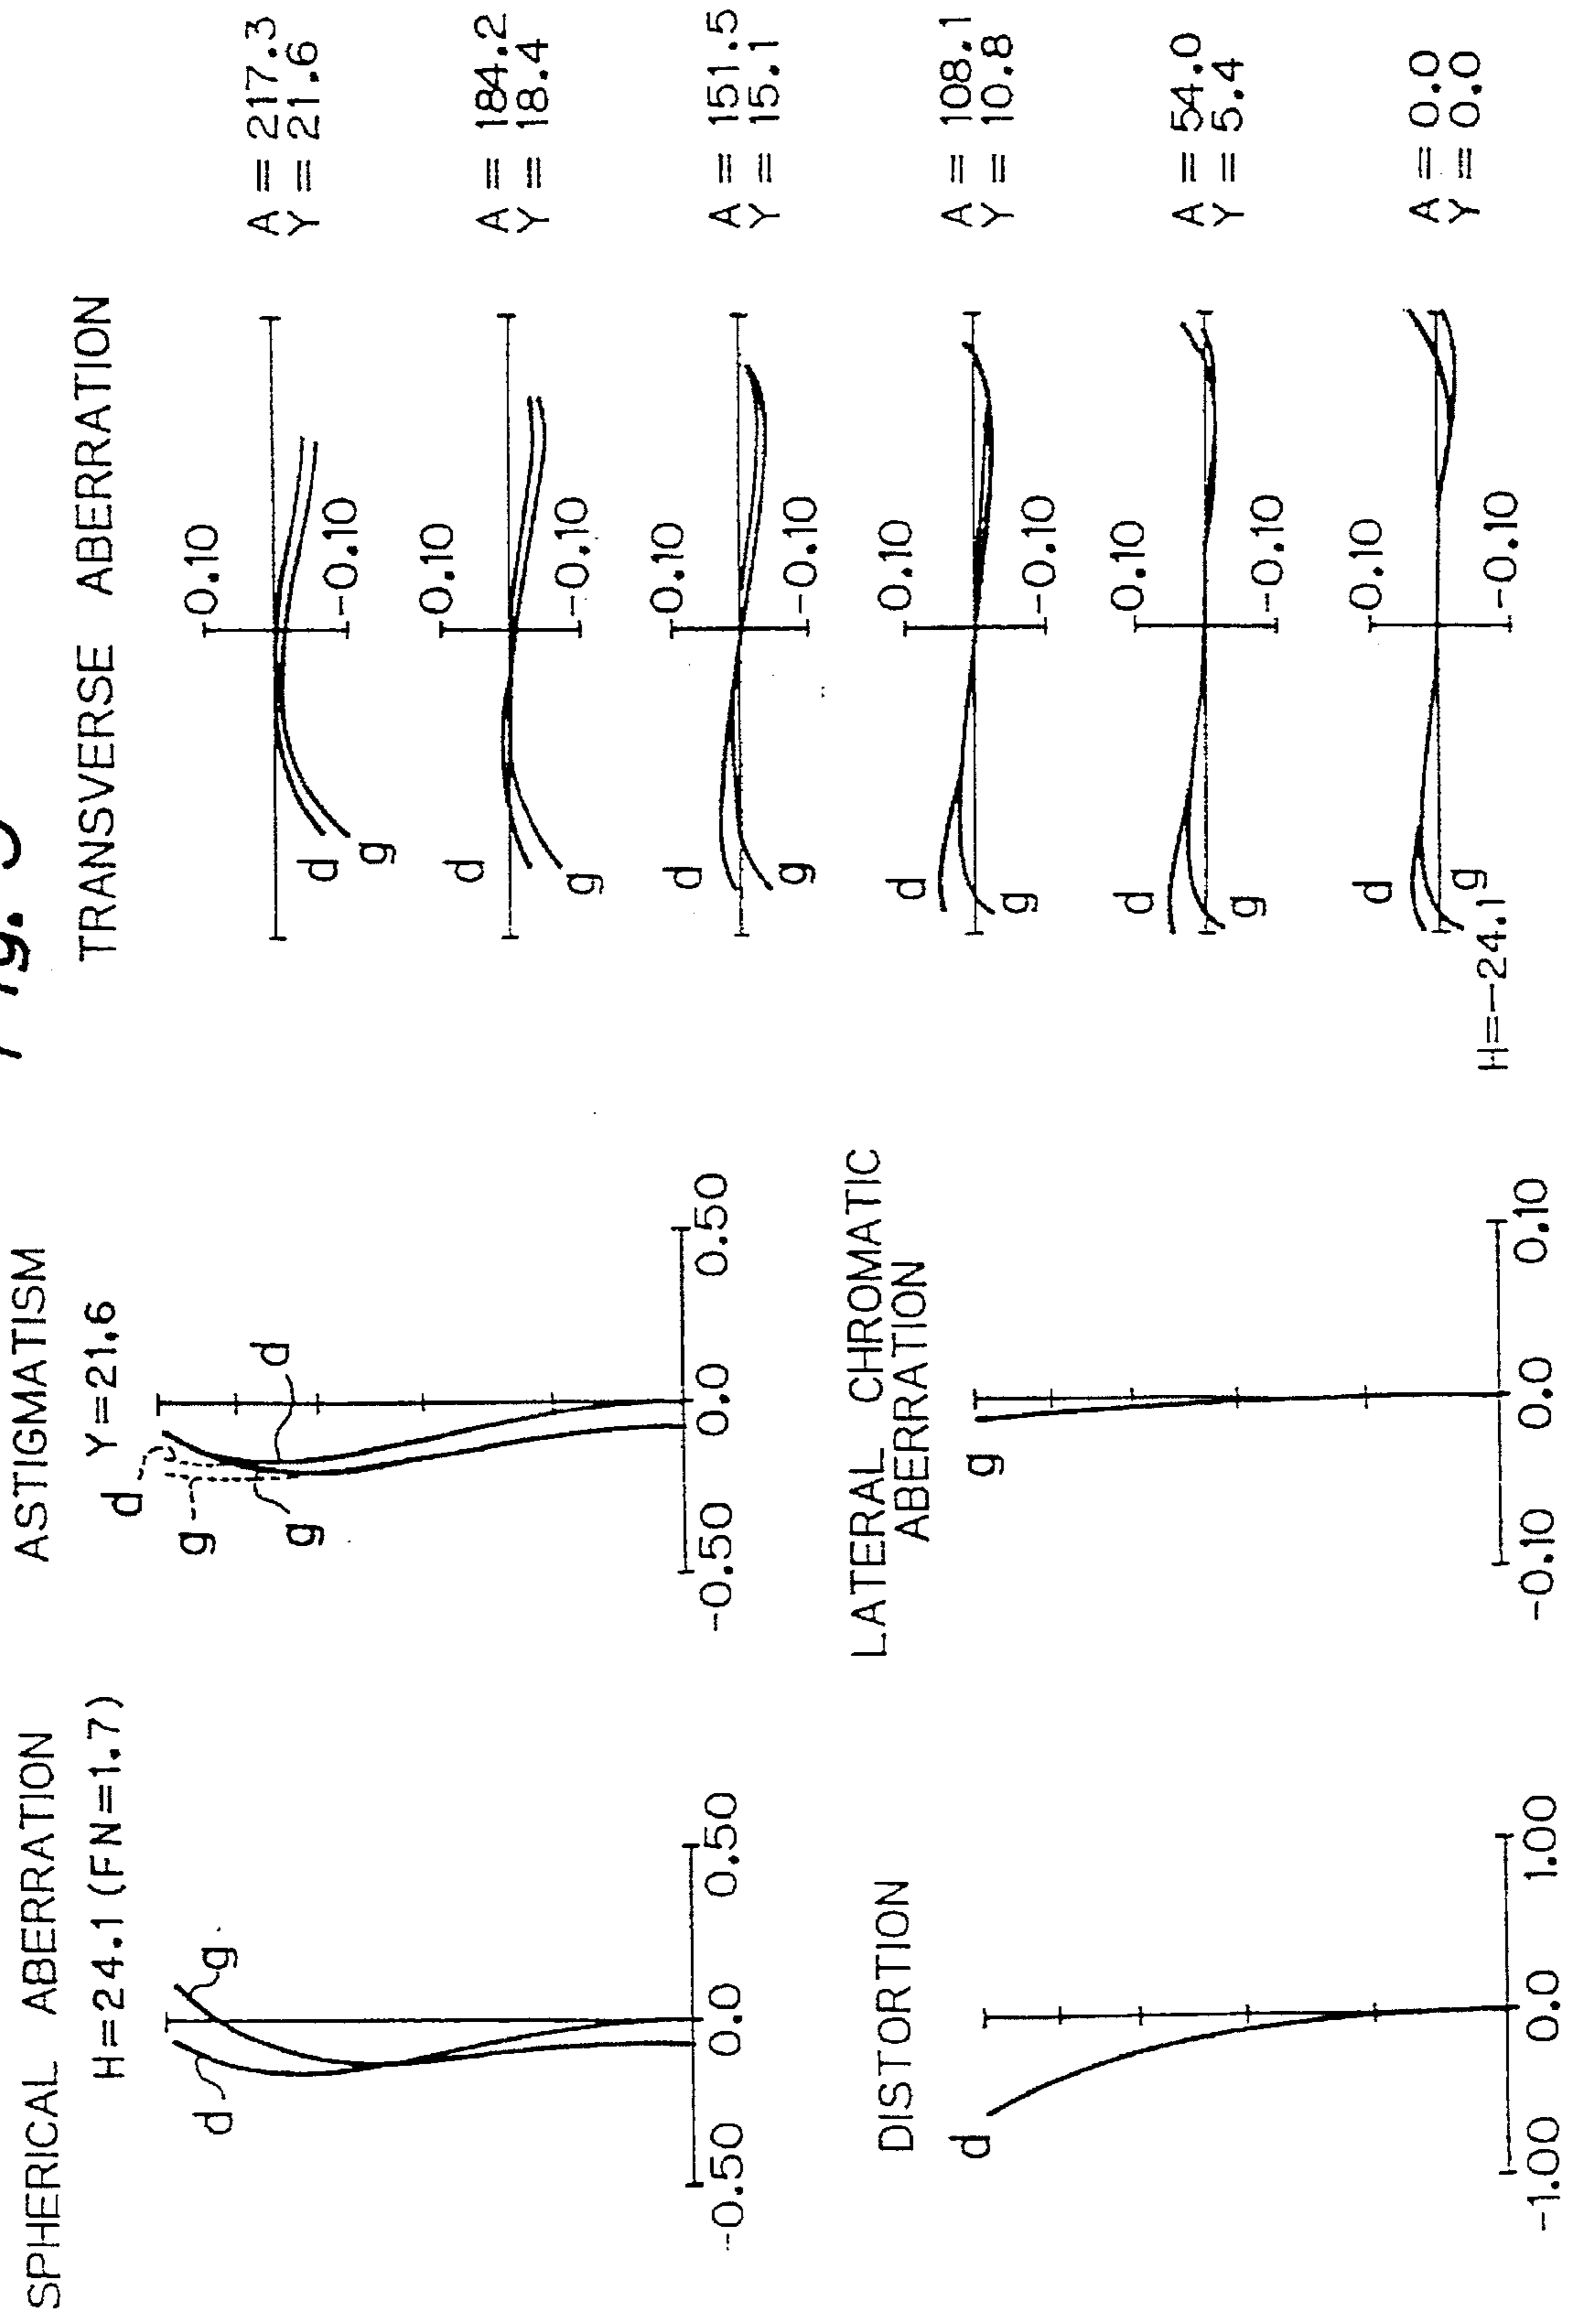 SPHERICAL ABERRATION
H=24.1 (FN=1.7)
d
g
-0.50
0.0
0.50
ASTIGMATISM
Y=21.6
d
g
g
d
-0.50
0.0
0.50
DISTORTION
d
-1.00
0.0
1.00
LATERAL CHROMATIC
ABERRATION
g
-0.10
0.0
0.10
TRANSVERSE ABERRATION
0.10
-0.10
d
g
A = 217.3
Y = 21.6
0.10
-0.10
d
g
A = 184.2
Y = 18.4
0.10
-0.10
d
g
A = 151.5
Y = 15.1
0.10
-0.10
d
g
A = 108.1
Y = 10.8
0.10
-0.10
d
g
A = 54.0
Y = 5.4
0.10
-0.10
d
g
H=-24.1
A = 0.0
Y = 0.0